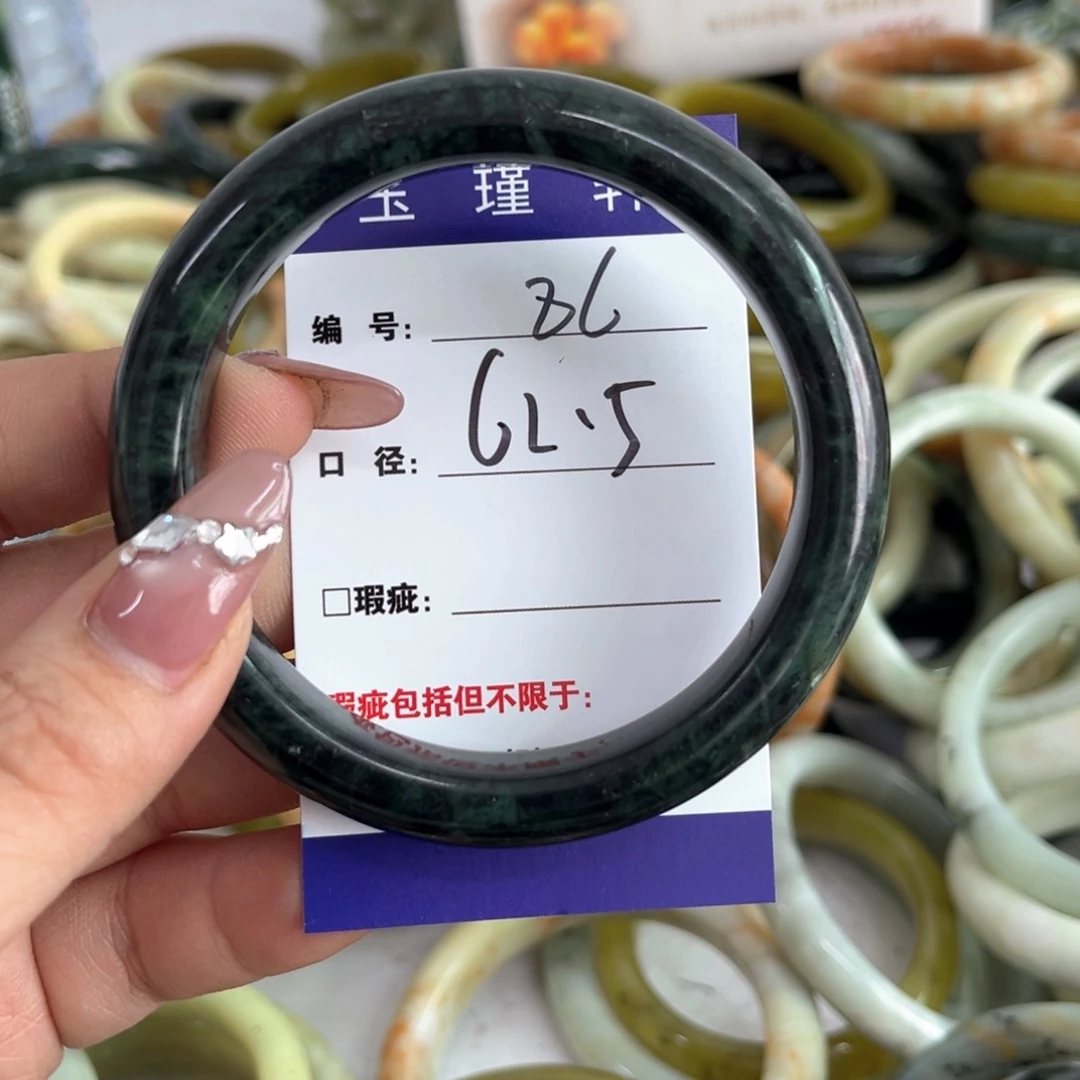 玉 瑾 轩
编 号: 86
口 径: 62.5
□瑕疵:
瑕疵包括但不限于: